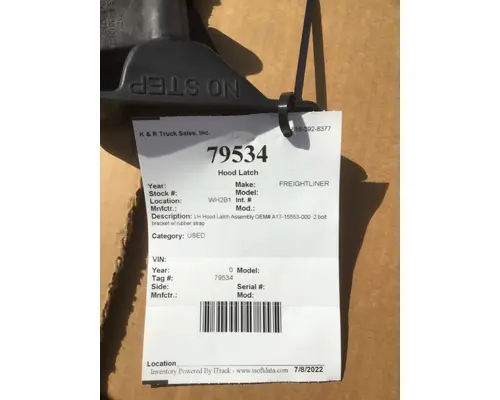 NO STEP
K & R Truck Sales, Inc.
79534
Hood Latch
Year: Make: FREIGHTLINER
Stock #: Model:
Location: WH2B1 Int. #
Mnfctr.: Mod.:
Description: LH Hood Latch Assembly OEM# A17-15553-000 2 bolt
bracket w/ rubber strap
Category: USED
VIN:
Year: 0 Model:
Tag #: 79534
Side: Serial#:
Mnfctr.: Mod:
Location
Inventory Powered By ITrack - www.isoftdata.com 7/8/2022